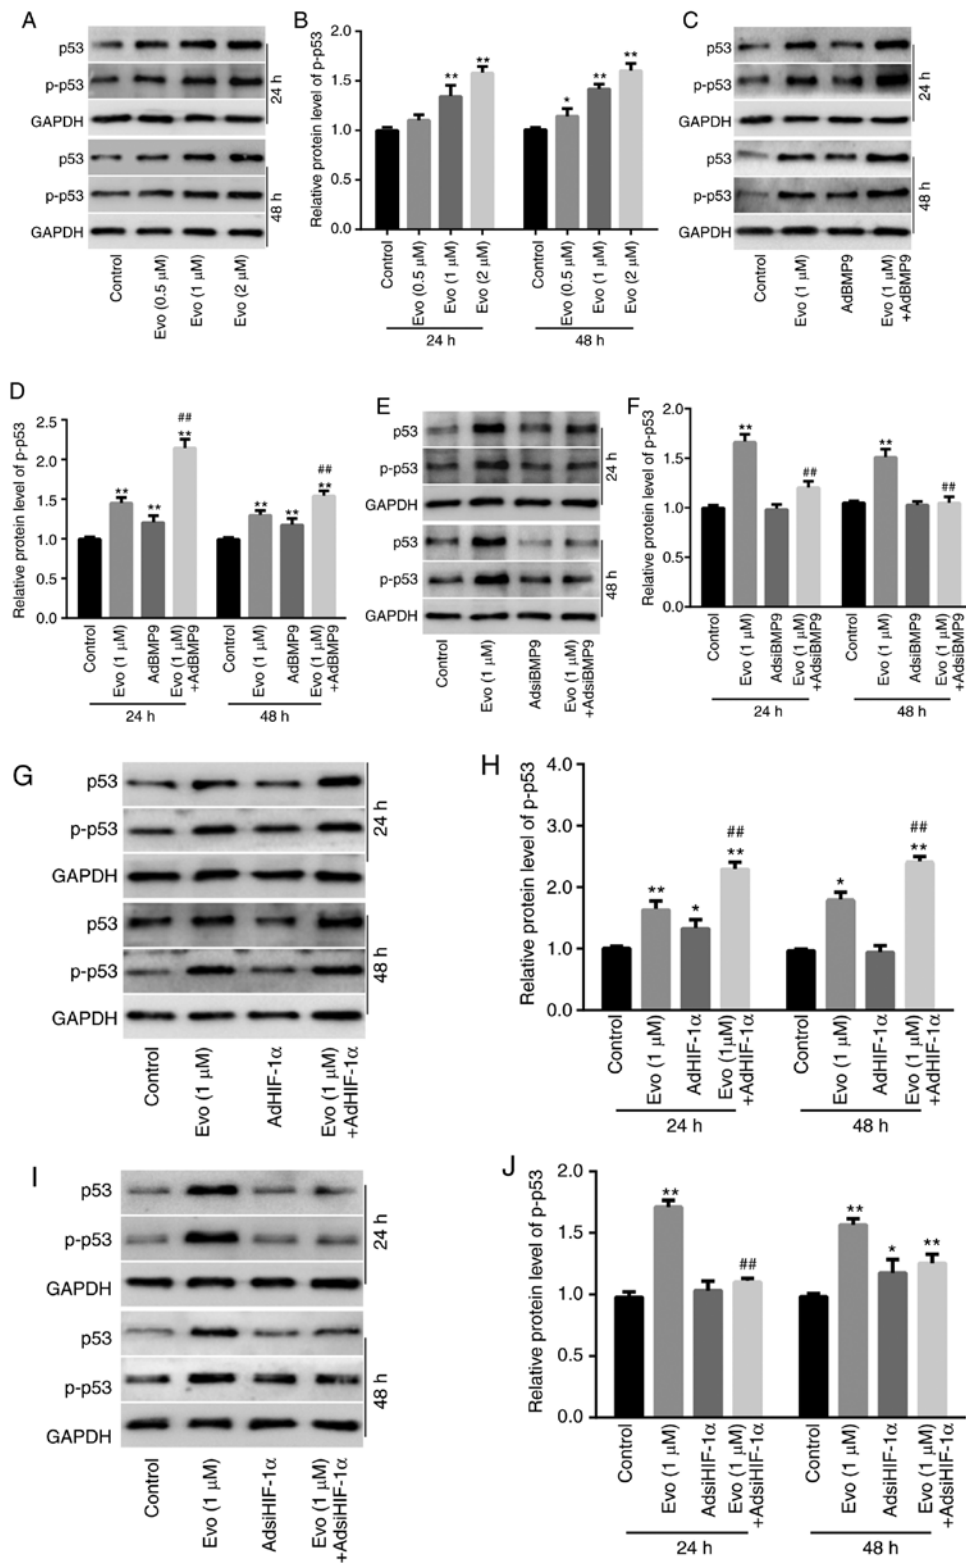 A
p53
p-p53
GAPDH
24 h
p53
p-p53
GAPDH
48 h
Control
Evo (0.5 μM)
Evo (1 μM)
Evo (2 μM)
B
Relative protein level of p-p53
2.0
1.5
1.0
0.5
0.0
**
**
*
**
**
Control
Evo (0.5 μM)
Evo (1 μM)
Evo (2 μM)
Control
Evo (0.5 μM)
Evo (1 μM)
Evo (2 μM)
24 h
48 h
C
p53
p-p53
GAPDH
24 h
p53
p-p53
GAPDH
48 h
Control
Evo (1 μM)
AdBMP9
Evo (1 μM)
+AdBMP9
D
Relative protein level of p-p53
2.5
2.0
1.5
1.0
0.5
0.0
**
**
##
**
**
**
##
**
Control
Evo (1 μM)
AdBMP9
Evo (1 μM)
+AdBMP9
Control
Evo (1 μM)
AdBMP9
Evo (1 μM)
+AdBMP9
24 h
48 h
E
p53
p-p53
GAPDH
24 h
p53
p-p53
GAPDH
48 h
Control
Evo (1 μM)
AdsiBMP9
Evo (1 μM)
+AdsiBMP9
F
Relative protein level of p-p53
2.0
1.5
1.0
0.5
0.0
**
##
**
##
Control
Evo (1 μM)
AdsiBMP9
Evo (1 μM)
+AdsiBMP9
Control
Evo (1 μM)
AdsiBMP9
Evo (1 μM)
+AdsiBMP9
24 h
48 h
G
p53
p-p53
GAPDH
24 h
p53
p-p53
GAPDH
48 h
Control
Evo (1 μM)
AdHIF-1α
Evo (1 μM)
+AdHIF-1α
H
Relative protein level of p-p53
4.0
3.0
2.0
1.0
0.0
**
*
##
**
*
##
**
Control
Evo (1 μM)
AdHIF-1α
Evo (1 μM)
+AdHIF-1α
Control
Evo (1 μM)
AdHIF-1α
Evo (1 μM)
+AdHIF-1α
24 h
48 h
I
p53
p-p53
GAPDH
24 h
p53
p-p53
GAPDH
48 h
Control
Evo (1 μM)
AdsiHIF-1α
Evo (1 μM)
+AdsiHIF-1α
J
Relative protein level of p-p53
2.0
1.5
1.0
0.5
0.0
**
##
**
*
**
Control
Evo (1 μM)
AdsiHIF-1α
Evo (1 μM)
+AdsiHIF-1α
Control
Evo (1 μM)
AdsiHIF-1α
Evo (1 μM)
+AdsiHIF-1α
24 h
48 h